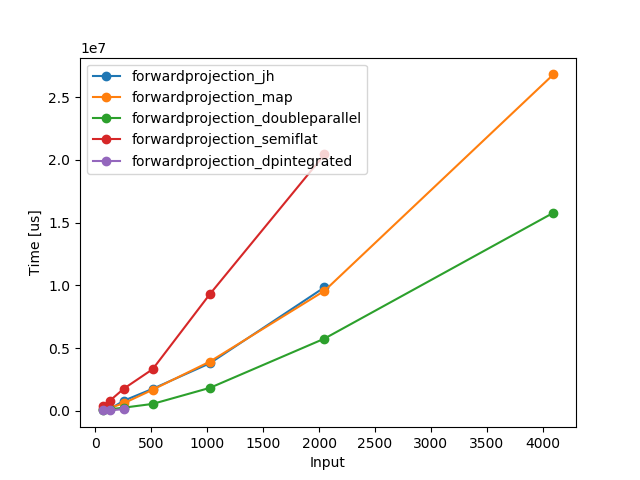 1e7
forwardprojection_jh
forwardprojection_map
forwardprojection_doubleparallel
forwardprojection_semiflat
forwardprojection_dpintegrated
2.5
2.0
1.5
1.0
0.5
0.0
Time [us]
0 500 1000 1500 2000 2500 3000 3500 4000
Input